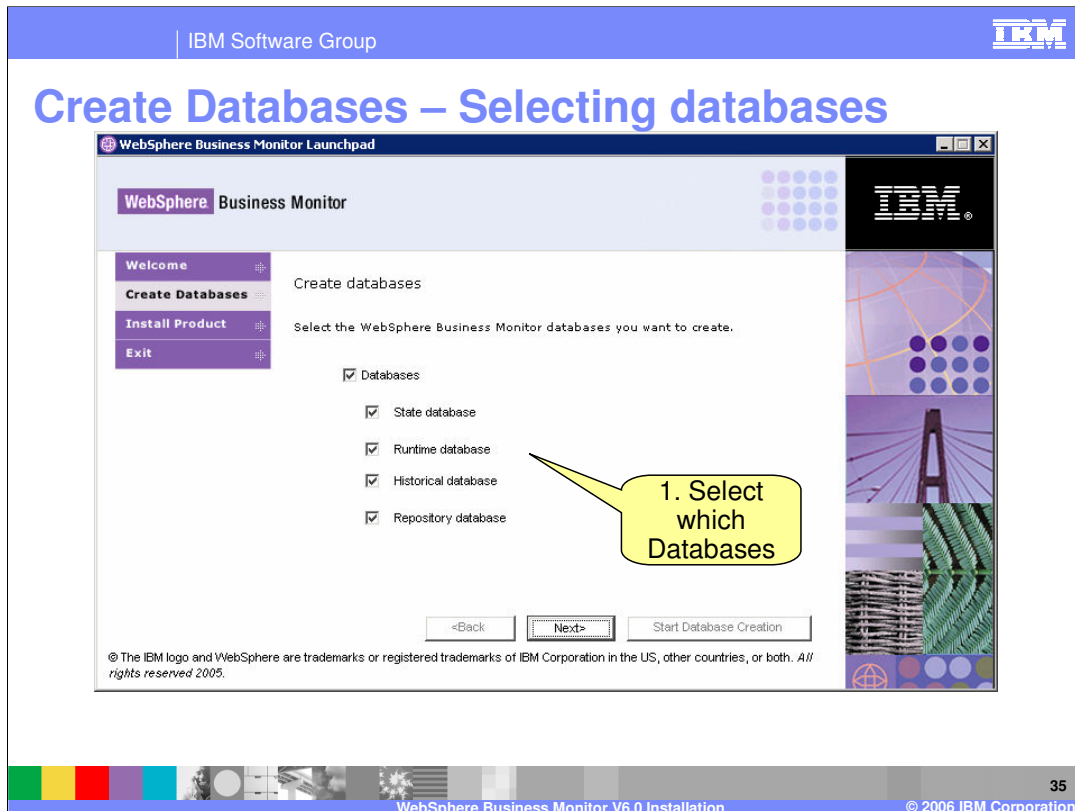 IBM Software Group
IBM
Create Databases – Selecting databases
WebSphere Business Monitor Launchpad
WebSphere Business Monitor
IBM®
Welcome
Create Databases
Install Product
Exit
Create databases
Select the WebSphere Business Monitor databases you want to create.
Databases
State database
Runtime database
Historical database
Repository database
1. Select
which
Databases
<Back
Next>
Start Database Creation
® The IBM logo and WebSphere are trademarks or registered trademarks of IBM Corporation in the US, other countries, or both. All
rights reserved 2005.
35
WebSphere Business Monitor V6.0 Installation
© 2006 IBM Corporation